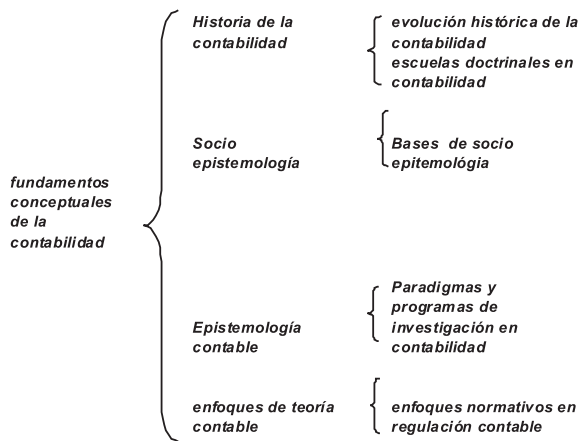 fundamentos
conceptuales
de la
contabilidad
Historia de la
contabilidad
evolución histórica de la
contabilidad
escuelas doctrinales en
contabilidad
Socio
epistemología
Bases de socio
epitemológia
Epistemología
contable
Paradigmas y
programas de
investigación en
contabilidad
enfoques de teoría
contable
enfoques normativos en
regulación contable